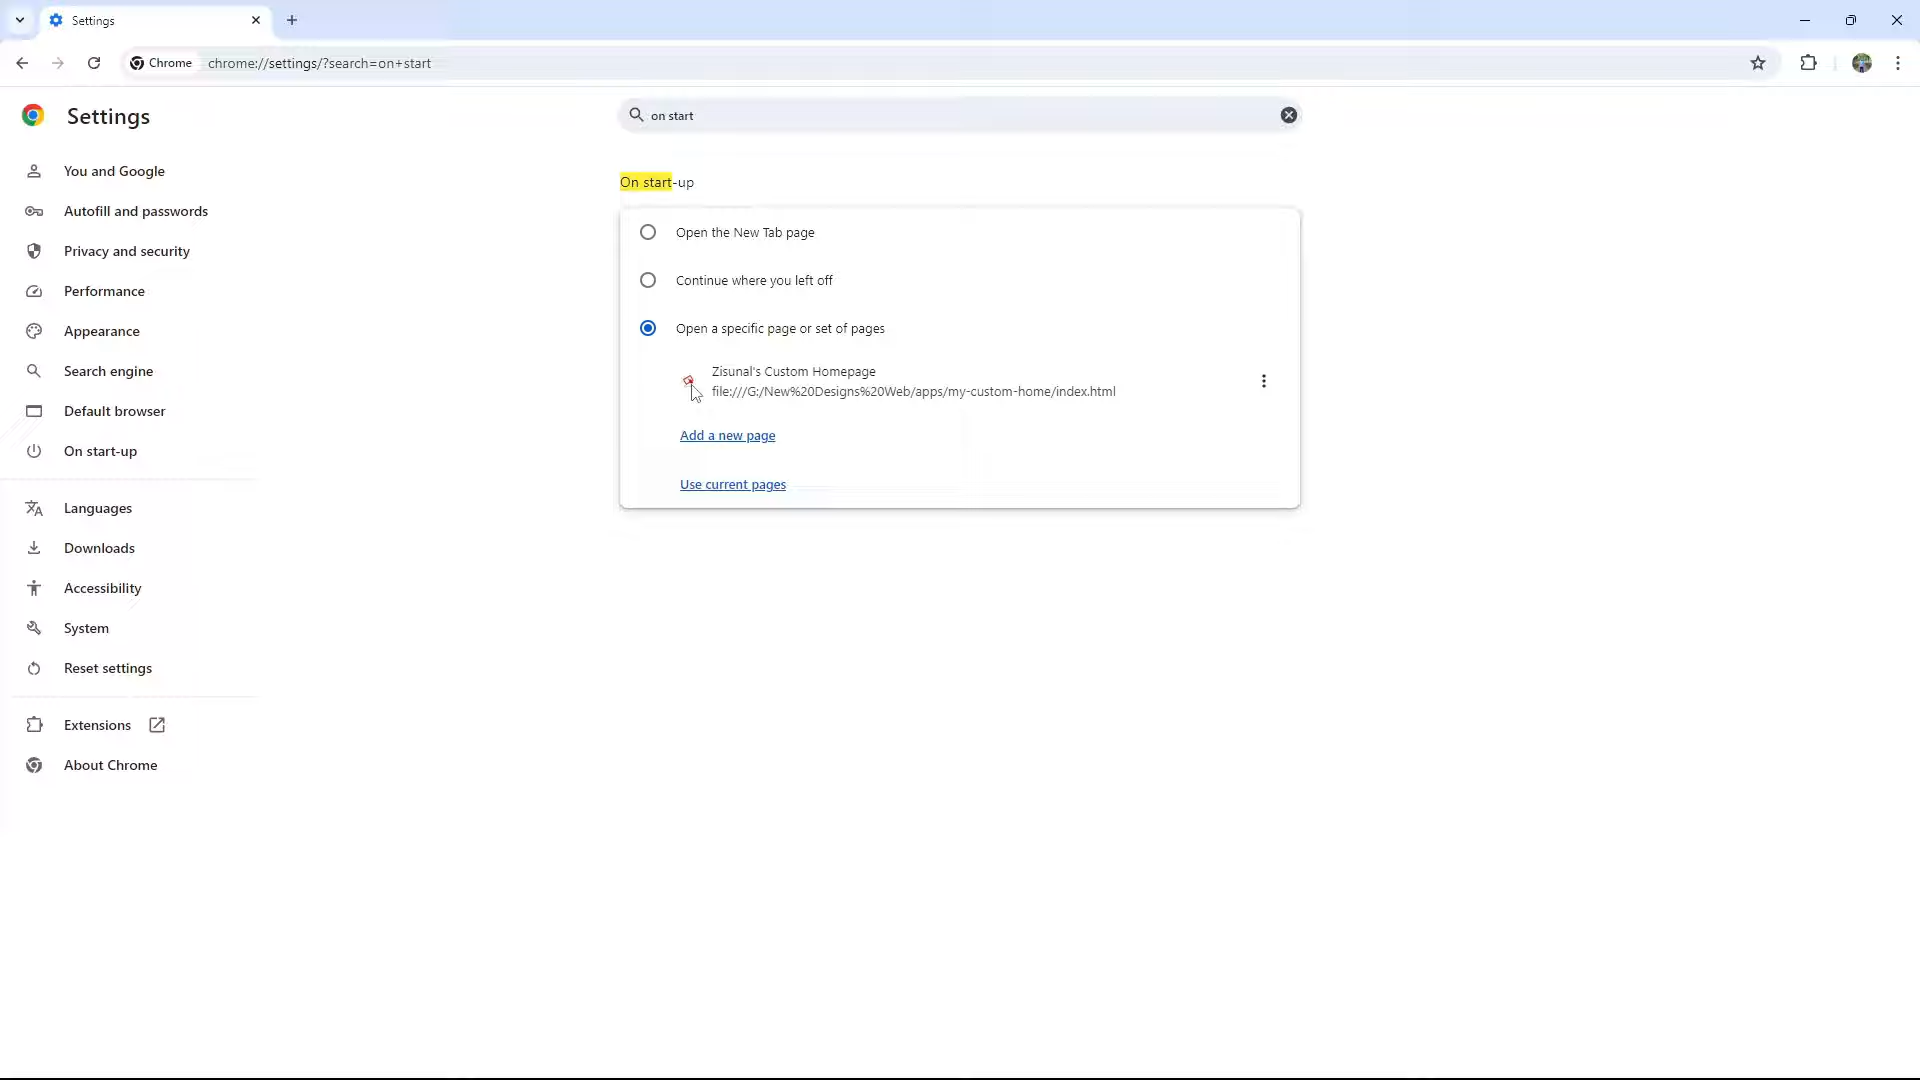 Settings
Chrome
chrome://settings/?search=on+start
Settings
on start
You and Google
Autofill and passwords
Privacy and security
Performance
Appearance
Search engine
Default browser
On start-up
Languages
Downloads
Accessibility
System
Reset settings
Extensions
About Chrome
On start-up
Open the New Tab page
Continue where you left off
Open a specific page or set of pages
Zisunal's Custom Homepage
file:///G:/New%20Designs%20Web/apps/my-custom-home/index.html
Add a new page
Use current pages